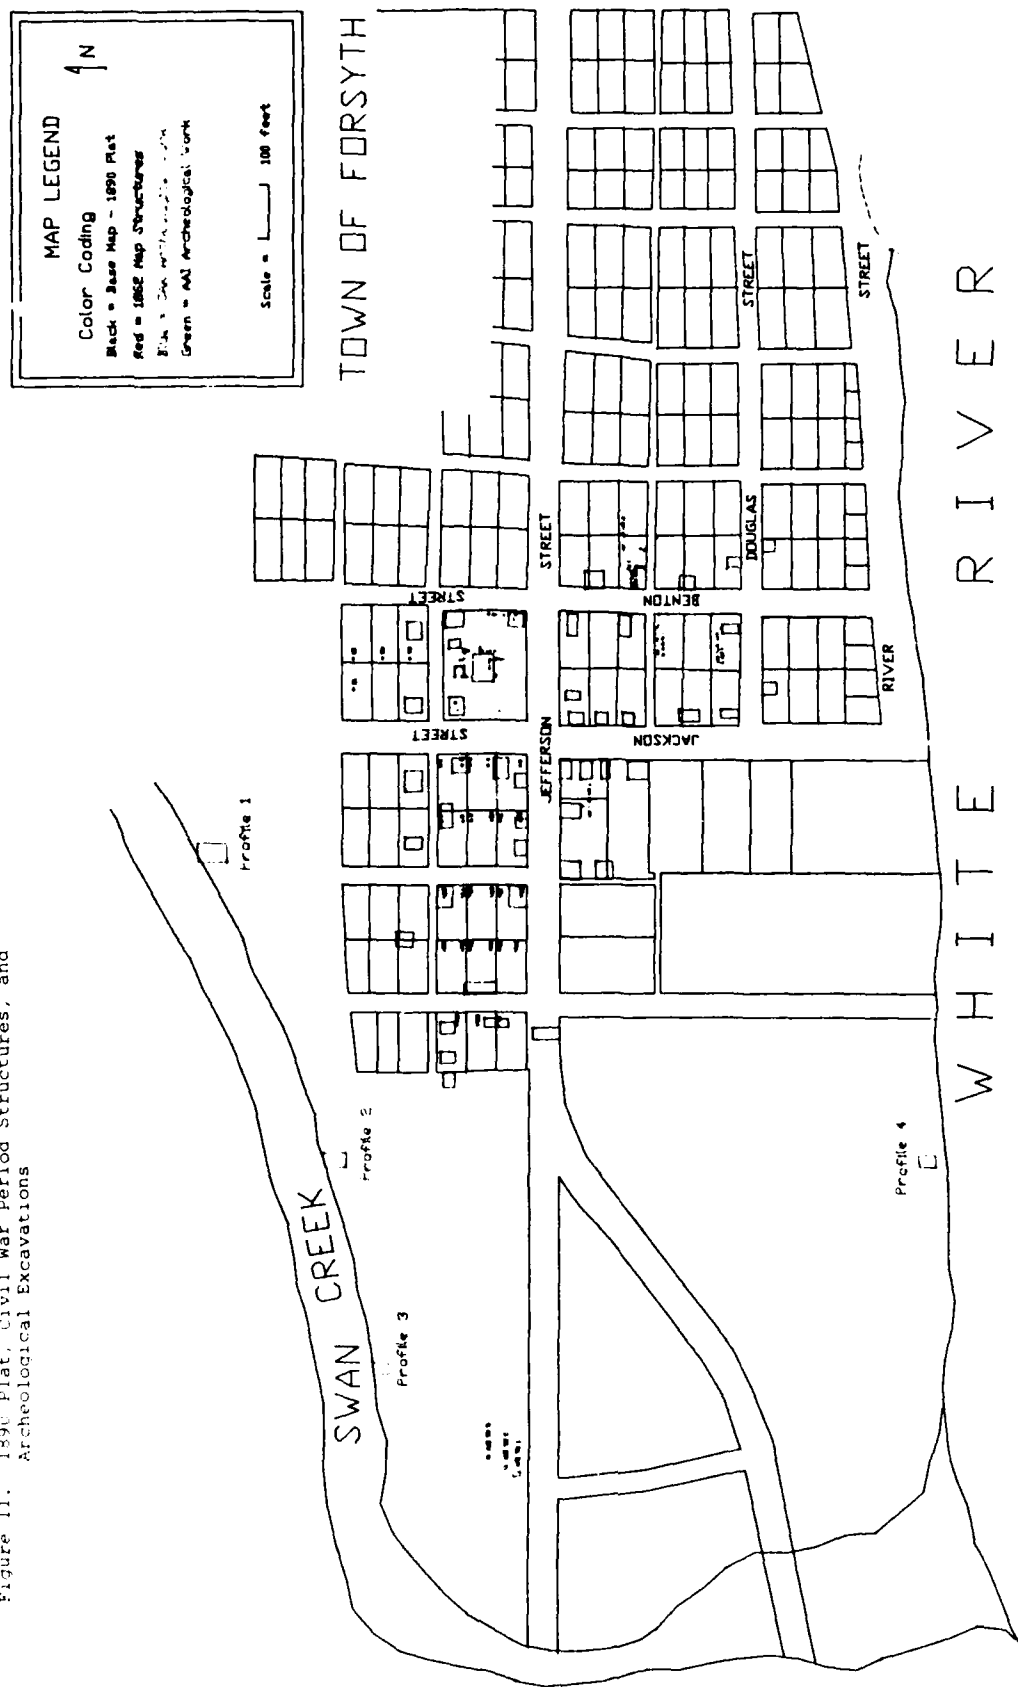 Figure 11. 1890 Plat, Civil War Period Structures, and
Archeological Excavations
MAP LEGEND
N
Color Coding
Black = Base Map - 1890 Plat
Red = 1862 Map Structures
Green = AAI Archeological Work
Scale = 100 feet
TOWN OF FORSYTH
SWAN CREEK
Profile 1
Profile 2
Profile 3
Profile 4
STREET
STREET
JEFFERSON
STREET
JACKSON
BENTON
DOUGLAS
STREET
RIVER
STREET
WHITE RIVER